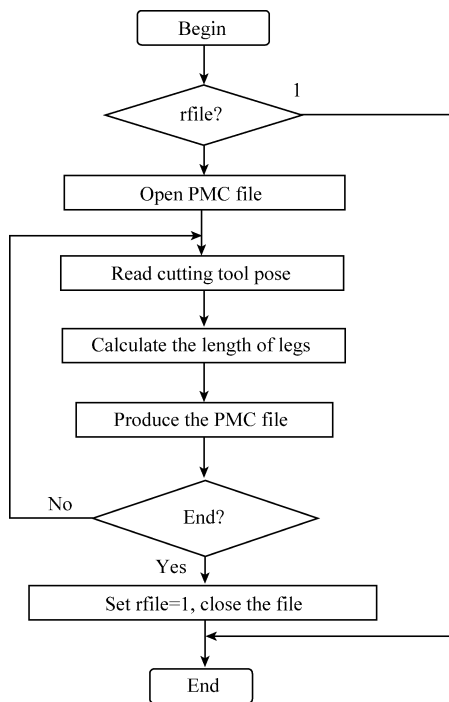 Begin
1
rfile?
Open PMC file
Read cutting tool pose
Calculate the length of legs
Produce the PMC file
No
End?
Yes
Set rfile=1, close the file
End